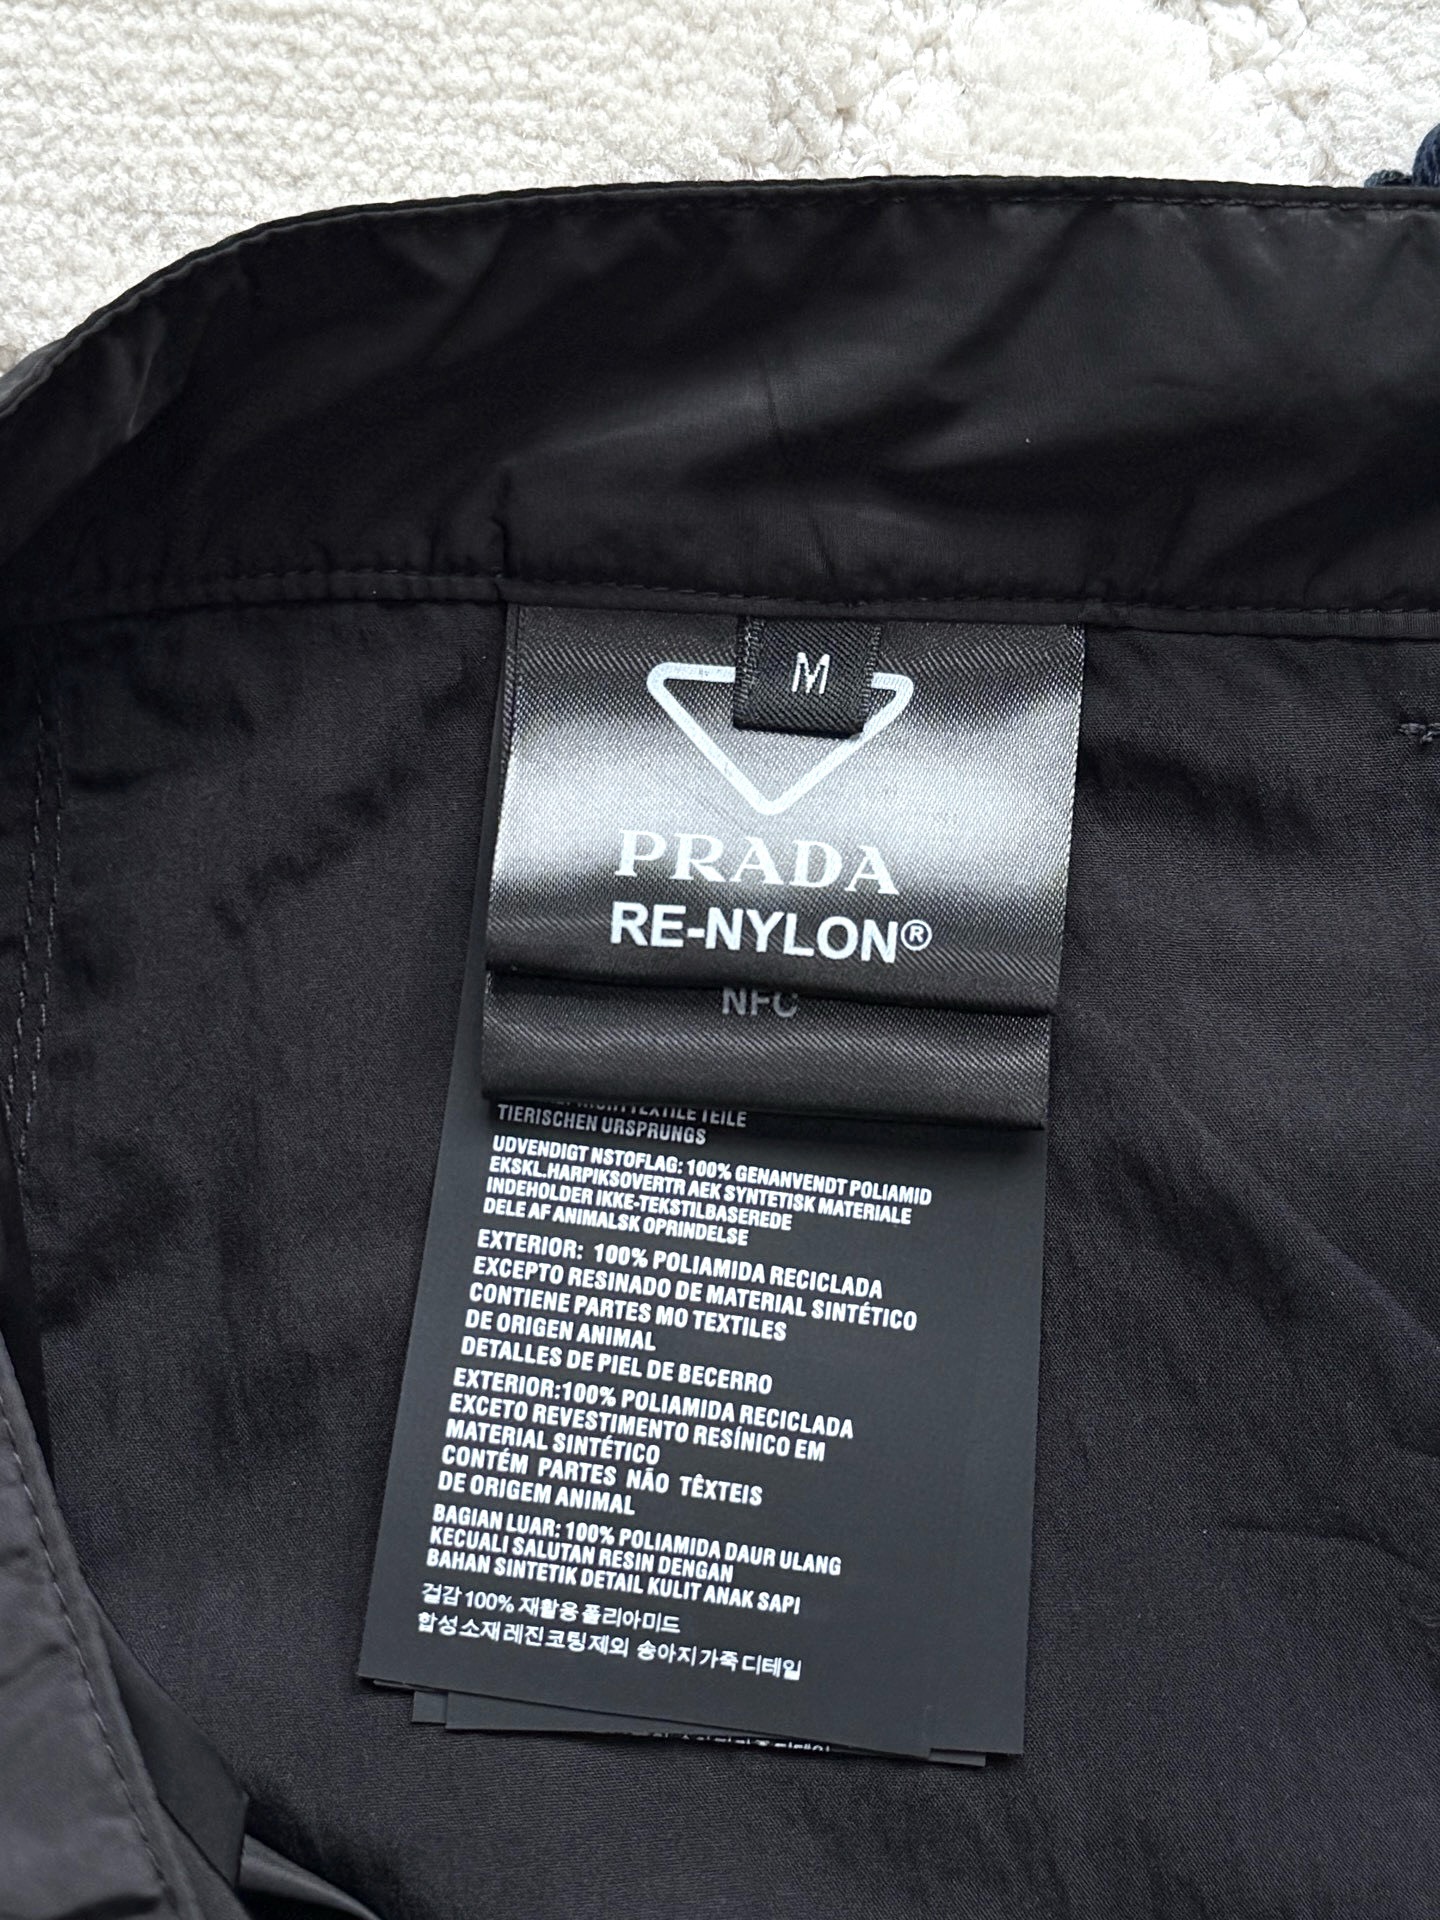 M
PRADA
RE-NYLON®
NFC
TIERISCHEN URSPRUNGS
UDVENDIGT NSTOFLAG: 100% GENANVENDT POLIAMID
EKSKL.HARPIKSOVERTR AEK SYNTETISK MATERIALE
INDEHOLDER IKKE-TEKSTILBASEREDE
DELE AF ANIMALSK OPRINDELSE
EXTERIOR: 100% POLIAMIDA RECICLADA
EXCEPTO RESINADO DE MATERIAL SINTÉTICO
CONTIENE PARTES MO TEXTILES
DE ORIGEN ANIMAL
DETALLES DE PIEL DE BECERRO
EXTERIOR:100% POLIAMIDA RECICLADA
EXCETO REVESTIMENTO RESÍNICO EM
MATERIAL SINTÉTICO
CONTÉM PARTES NÃO TÊXTEIS
DE ORIGEM ANIMAL
BAGIAN LUAR: 100% POLIAMIDA DAUR ULANG
KECUALI SALUTAN RESIN DENGAN
BAHAN SINTETIK DETAIL KULIT ANAK SAPI
겉감 100% 재활용 폴리아미드
합성소재 레진코팅제외 송아지가죽 디테일